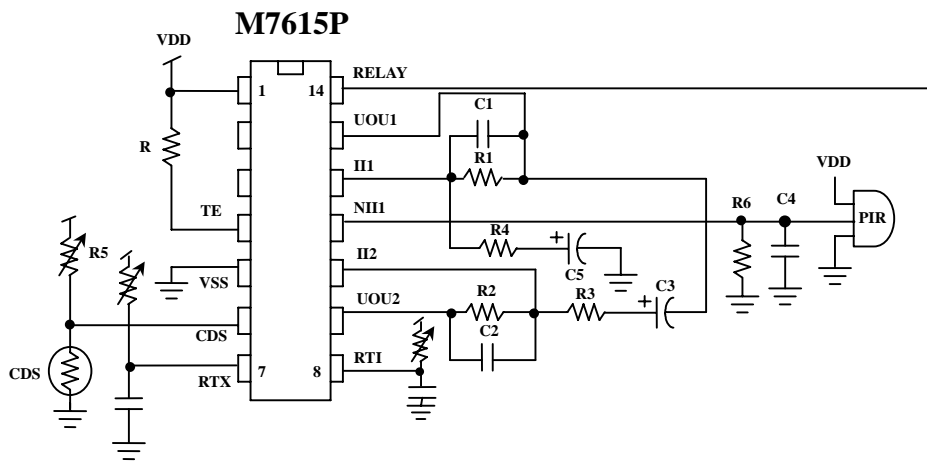 M7615P
VDD
1
14
RELAY
C1
UOU1
R
R1
II1
VDD
R6
C4
TE
NII1
PIR
R4
R5
II2
C5
VSS
C3
R2
R3
UOU2
CDS
C2
RTI
CDS
RTX
7
8